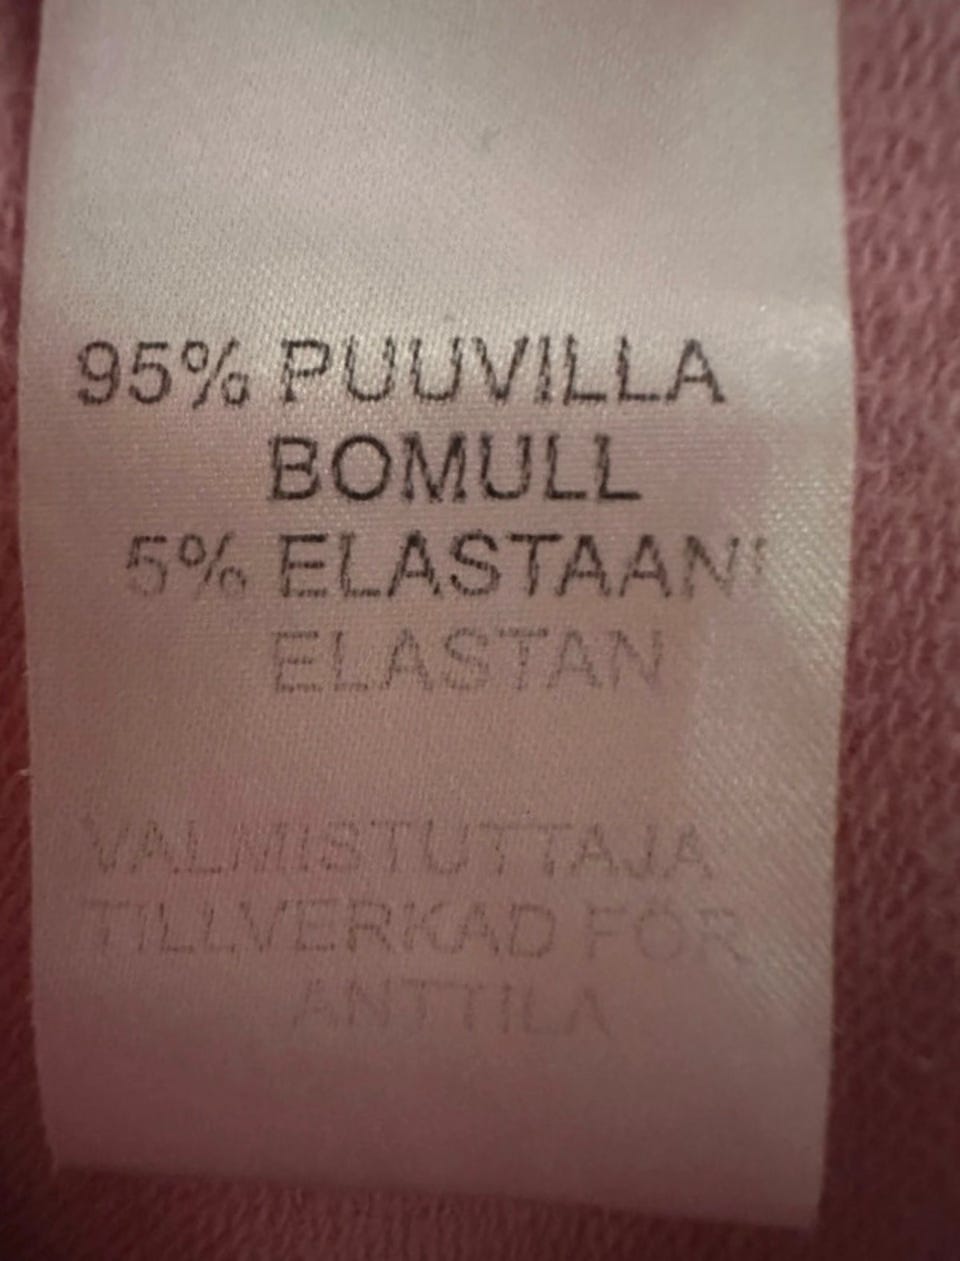 95% PUUVILLA
BOMULL
5% ELASTAANI
ELASTAN
VALMISTUTTAJA
TILLVERKAD FÖR
ANTTILA